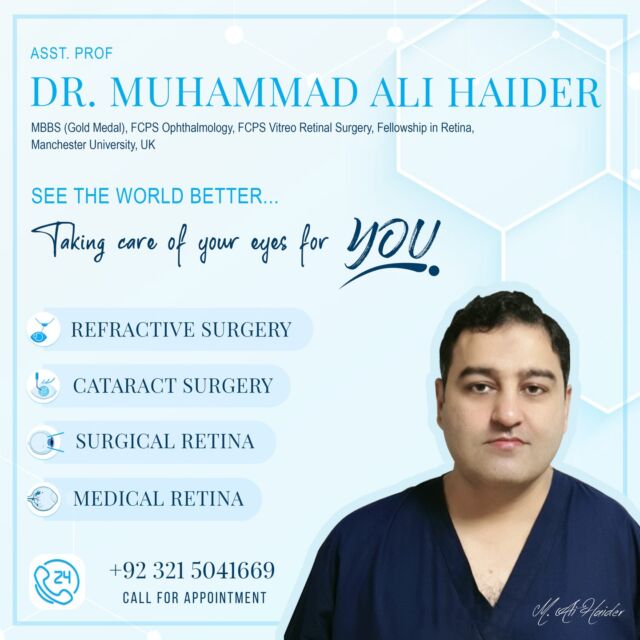 ASST. PROF
DR. MUHAMMAD ALI HAIDER
MBBS (Gold Medal), FCPS Ophthalmology, FCPS Vitreo Retinal Surgery, Fellowship in Retina,
Manchester University, UK
SEE THE WORLD BETTER...
Taking care of your eyes for YOU
REFRACTIVE SURGERY
CATARACT SURGERY
SURGICAL RETINA
MEDICAL RETINA
24
+92 321 5041669
CALL FOR APPOINTMENT
M. Ali Haider